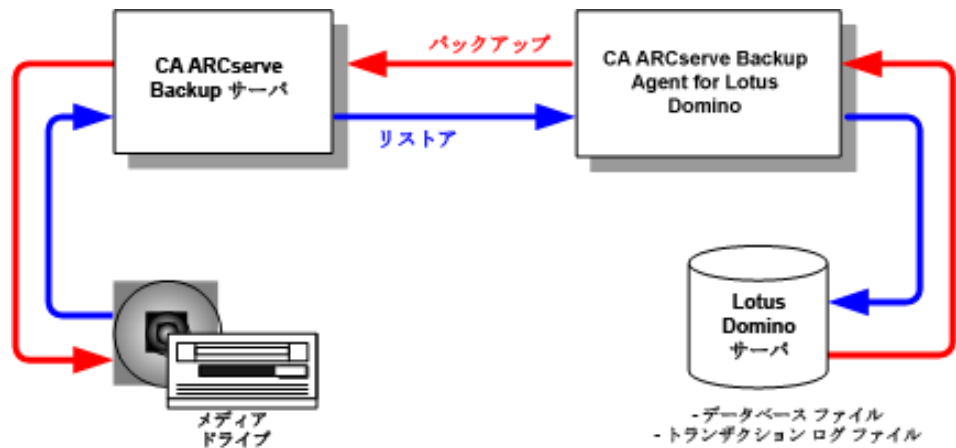 CA ARCserve
Backup サーバ
バックアップ
リストア
CA ARCserve Backup
Agent for Lotus
Domino
メディア
ドライブ
Lotus
Domino
サーバ
- データベース ファイル
- トランザクション ログ ファイル